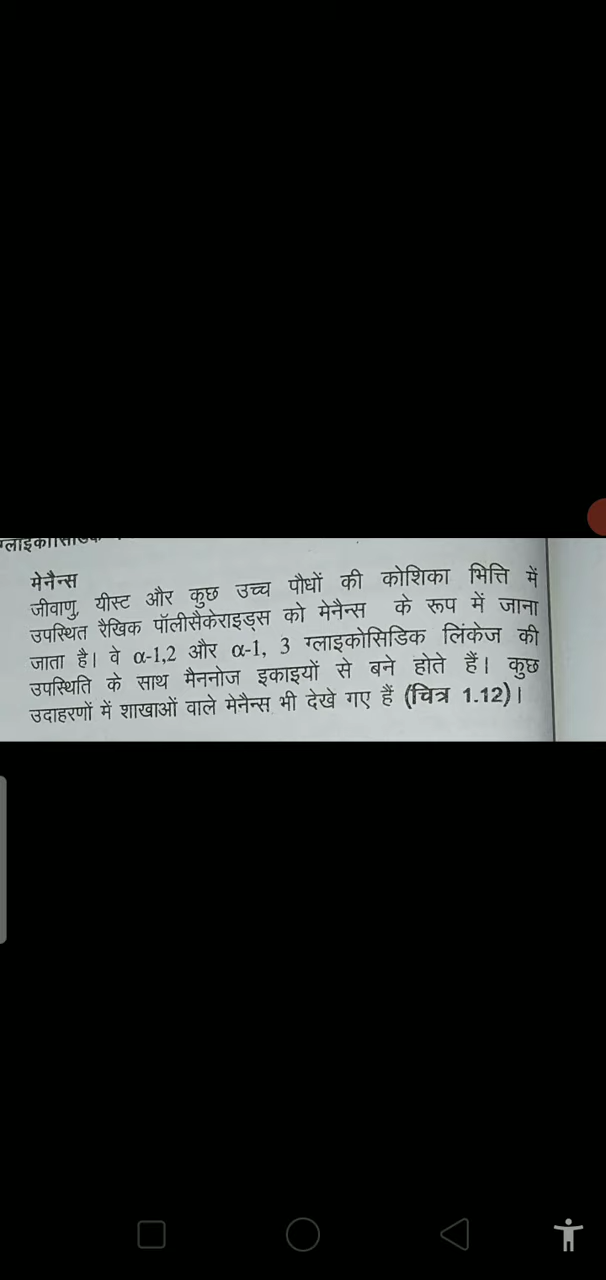 मेनैन्स
जीवाणु, यीस्ट और कुछ उच्च पौधों की कोशिका भित्ति में
उपस्थित रैखिक पॉलीसैकेराइड्स को मेनैन्स के रूप में जाना
जाता है। वे α-1,2 और α-1, 3 ग्लाइकोसिडिक लिंकेज की
उपस्थिति के साथ मैननोज इकाइयों से बने होते हैं। कुछ
उदाहरणों में शाखाओं वाले मेनैन्स भी देखे गए हैं (चित्र 1.12)।